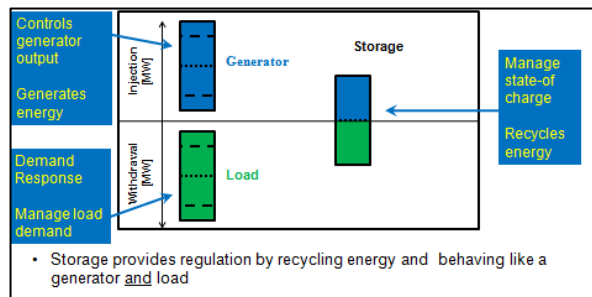 Controls
generator
output
Generates
energy
Injection
[MW]
Generator
Storage
Manage
state-of
charge
Recycles
energy
Demand
Response
Manage load
demand
Withdrawal
[MW]
Load
• Storage provides regulation by recycling energy and behaving like a
generator and load